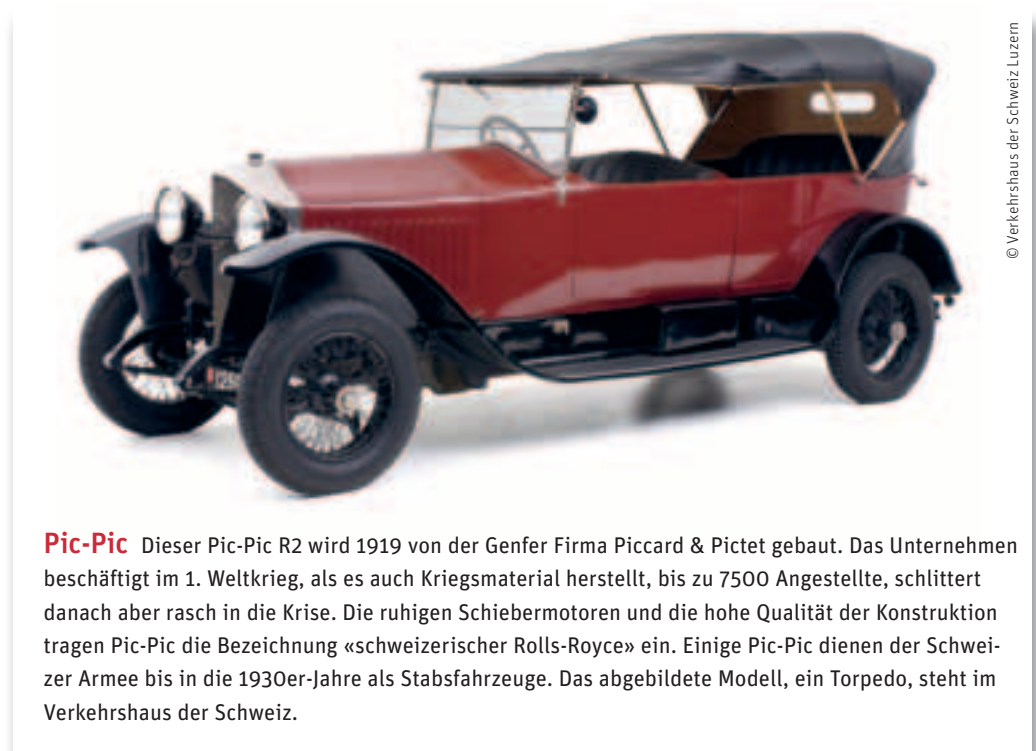 © Verkehrshaus der Schweiz Luzern
Pic-Pic Dieser Pic-Pic R2 wird 1919 von der Genfer Firma Piccard & Pictet gebaut. Das Unternehmen
beschäftigt im 1. Weltkrieg, als es auch Kriegsmaterial herstellt, bis zu 7500 Angestellte, schlittert
danach aber rasch in die Krise. Die ruhigen Schiebermotoren und die hohe Qualität der Konstruktion
tragen Pic-Pic die Bezeichnung «schweizerischer Rolls-Royce» ein. Einige Pic-Pic dienen der Schwei-
zer Armee bis in die 1930er-Jahre als Stabsfahrzeuge. Das abgebildete Modell, ein Torpedo, steht im
Verkehrshaus der Schweiz.